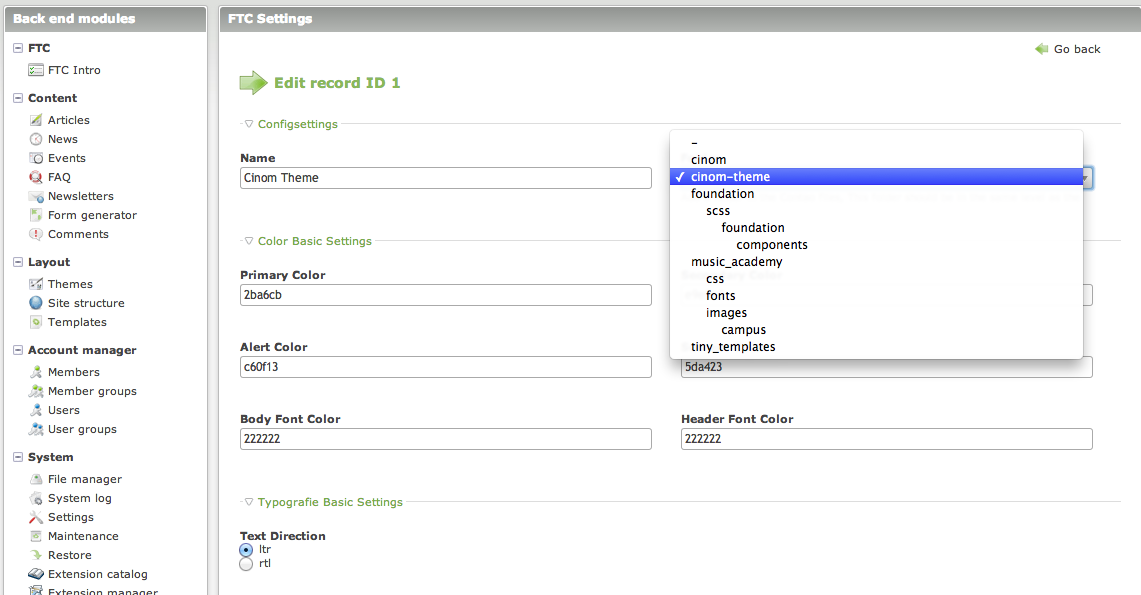 Back end modules
FTC
FTC Intro
Content
Articles
News
Events
FAQ
Newsletters
Form generator
Comments
Layout
Themes
Site structure
Templates
Account manager
Members
Member groups
Users
User groups
System
File manager
System log
Settings
Maintenance
Restore
Extension catalog
Extension manager
FTC Settings
Go back
Edit record ID 1
Configsettings
Name
Cinom Theme
–
cinom
✓ cinom-theme
foundation
scss
foundation
components
music_academy
css
fonts
images
campus
tiny_templates
Color Basic Settings
Primary Color
2ba6cb
Alert Color
c60f13
5da423
Body Font Color
Header Font Color
222222
222222
Typografie Basic Settings
Text Direction
ltr
rtl